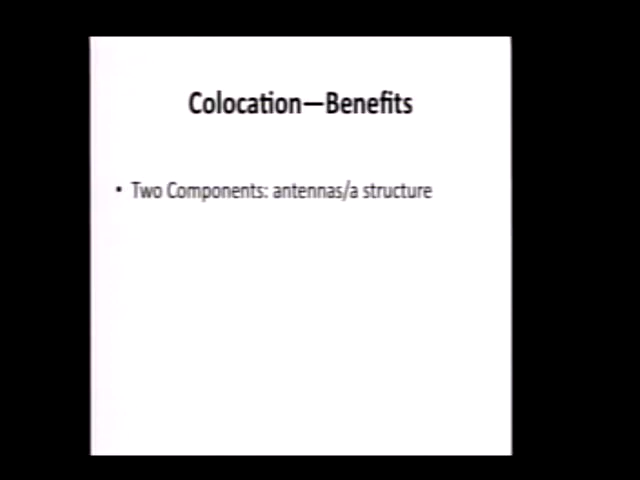 Colocation—Benefits
• Two Components: antennas/a structure